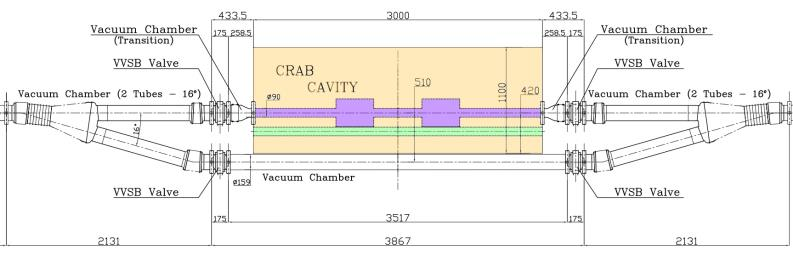 433.5 3000 433.5
Vacuum Chamber Vacuum Chamber
(Transition) 175 258.5 258.5 175 (Transition)
VVSB Valve VVSB Valve
CRAB
CAVITY
510
1100
420
Vacuum Chamber (2 Tubes - 16°) ø90 Vacuum Chamber (2 Tubes - 16°)
16°
ø159 Vacuum Chamber
VVSB Valve VVSB Valve
175 3517 175
2131 3867 2131